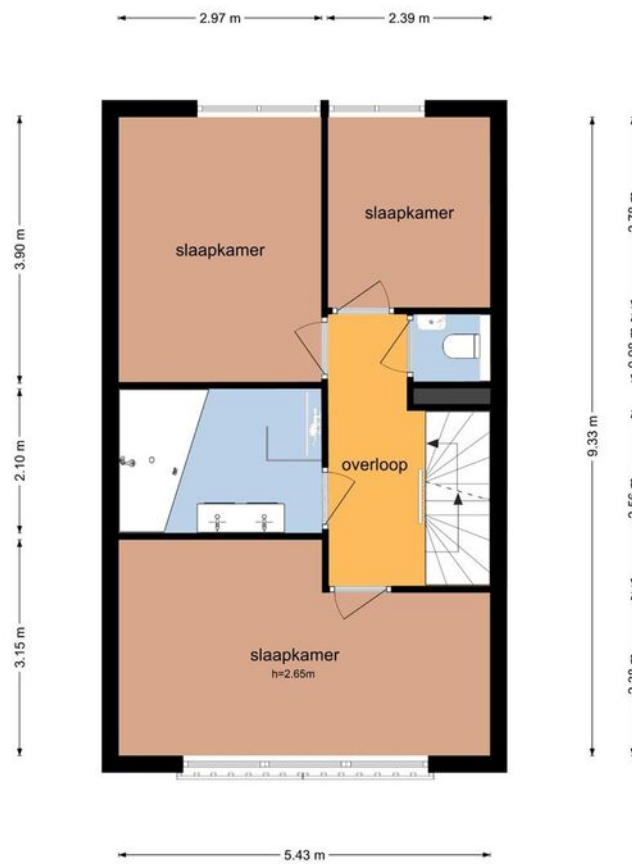 2.97 m
2.39 m
slaapkamer
slaapkamer
3.90 m
2.10 m
overloop
9.33 m
3.15 m
slaapkamer
h=2.65m
5.43 m